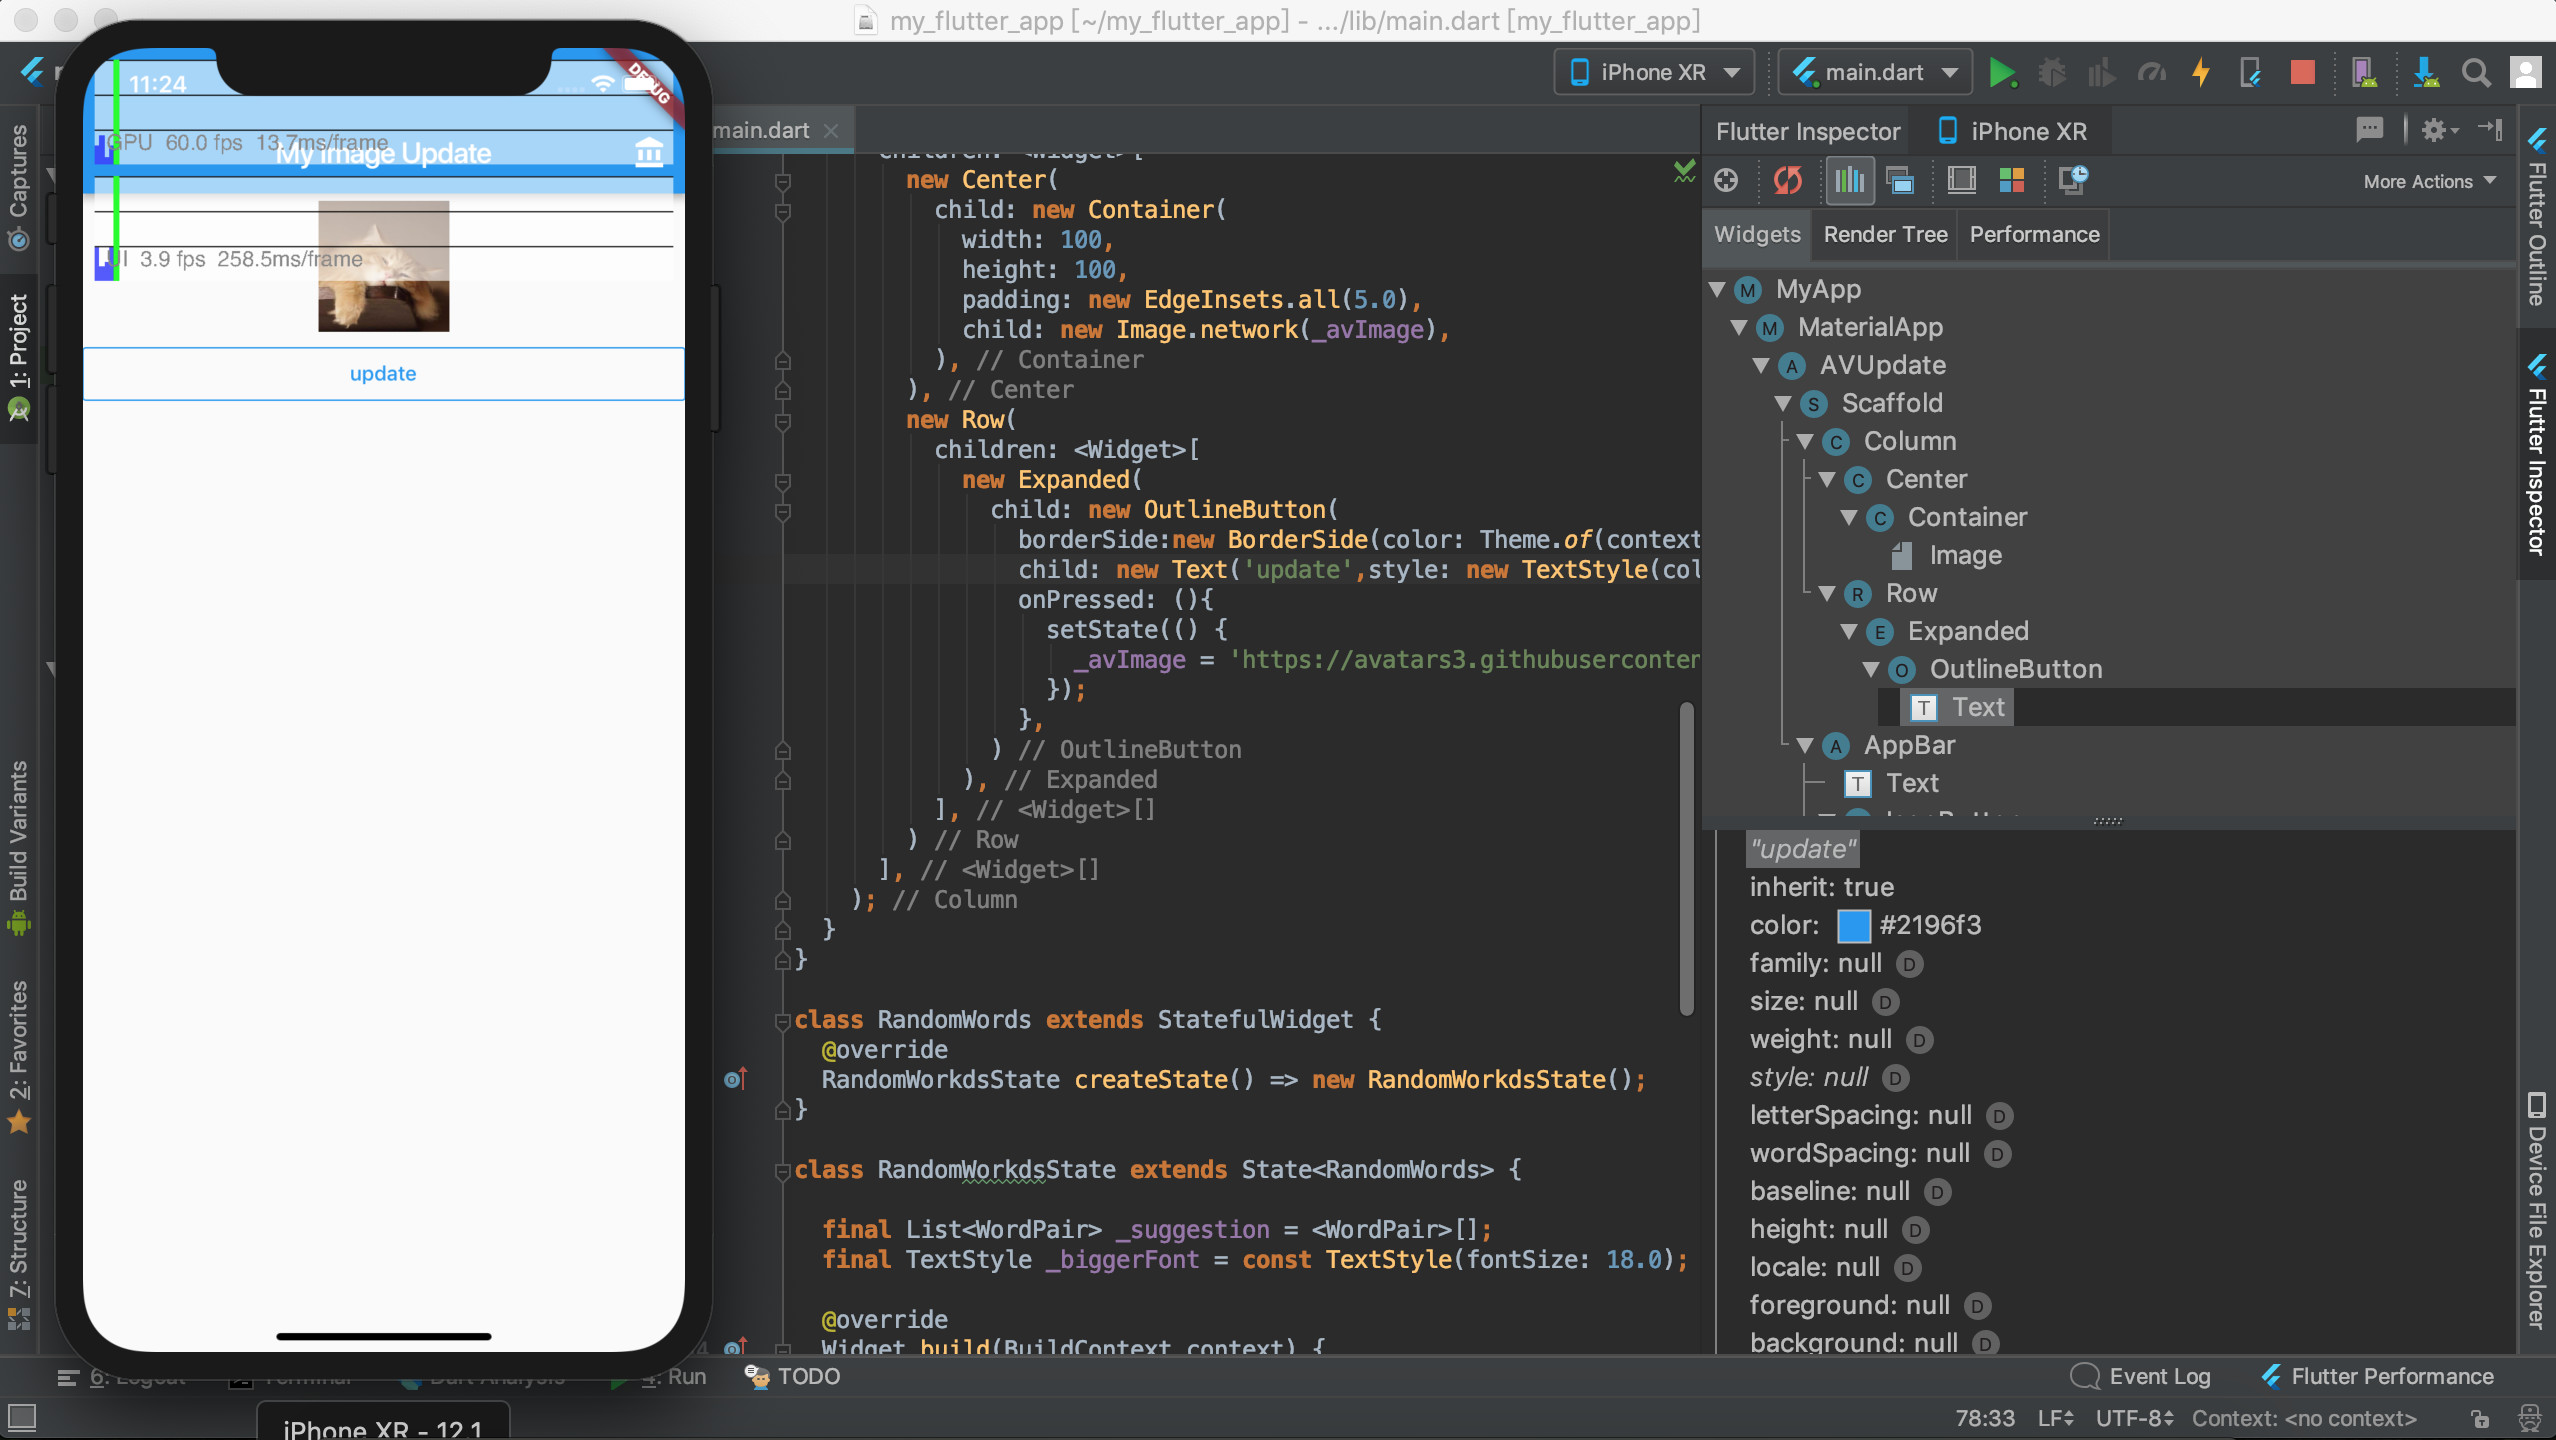 my_flutter_app [~/my_flutter_app] - .../lib/main.dart [my_flutter_app]
iPhone XR
main.dart
11:24
DEBUG
GPU 60.0 fps 13.7ms/frame
My Image Update
UI 3.9 fps 258.5ms/frame
update
Captures
1: Project
Build Variants
2: Favorites
7: Structure
main.dart
children: <Widget>[
new Center(
child: new Container(
width: 100,
height: 100,
padding: new EdgeInsets.all(5.0),
child: new Image.network(_avImage),
), // Container
), // Center
new Row(
children: <Widget>[
new Expanded(
child: new OutlineButton(
borderSide:new BorderSide(color: Theme.of(context
child: new Text('update',style: new TextStyle(col
onPressed: (){
setState(() {
_avImage = 'https://avatars3.githubuserconten
});
},
) // OutlineButton
), // Expanded
], // <Widget>[]
) // Row
], // <Widget>[]
); // Column
}
}
class RandomWords extends StatefulWidget {
@override
RandomWorkdsState createState() => new RandomWorkdsState();
}
class RandomWorkdsState extends State<RandomWords> {
final List<WordPair> _suggestion = <WordPair>[];
final TextStyle _biggerFont = const TextStyle(fontSize: 18.0);
@override
Widget build(BuildContext context) {
Flutter Inspector
iPhone XR
More Actions
Widgets
Render Tree
Performance
M MyApp
M MaterialApp
A AVUpdate
S Scaffold
C Column
C Center
C Container
Image
R Row
E Expanded
O OutlineButton
T Text
A AppBar
T Text
IconButton
"update"
inherit: true
color: #2196f3
family: null D
size: null D
weight: null D
style: null D
letterSpacing: null D
wordSpacing: null D
baseline: null D
height: null D
locale: null D
foreground: null D
background: null D
Flutter Outline
Flutter Inspector
Device File Explorer
6: Logcat
Terminal
Dart Analysis
4: Run
TODO
Event Log
Flutter Performance
iPhone XR - 12.1
78:33
LF
UTF-8
Context: <no context>